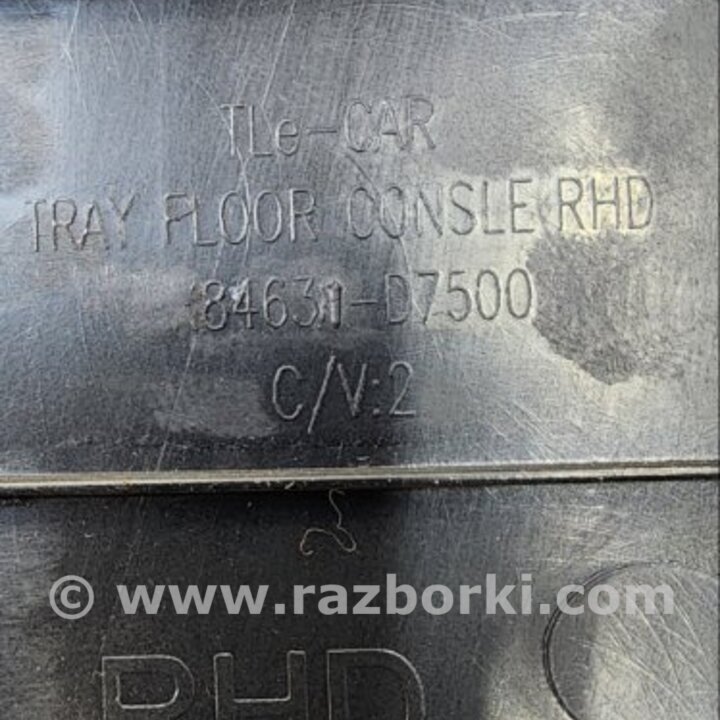 TLe-CAR
TRAY FLOOR CONSLE RHD
84631-D7500
C/V:2
© www.razborki.com
RHD